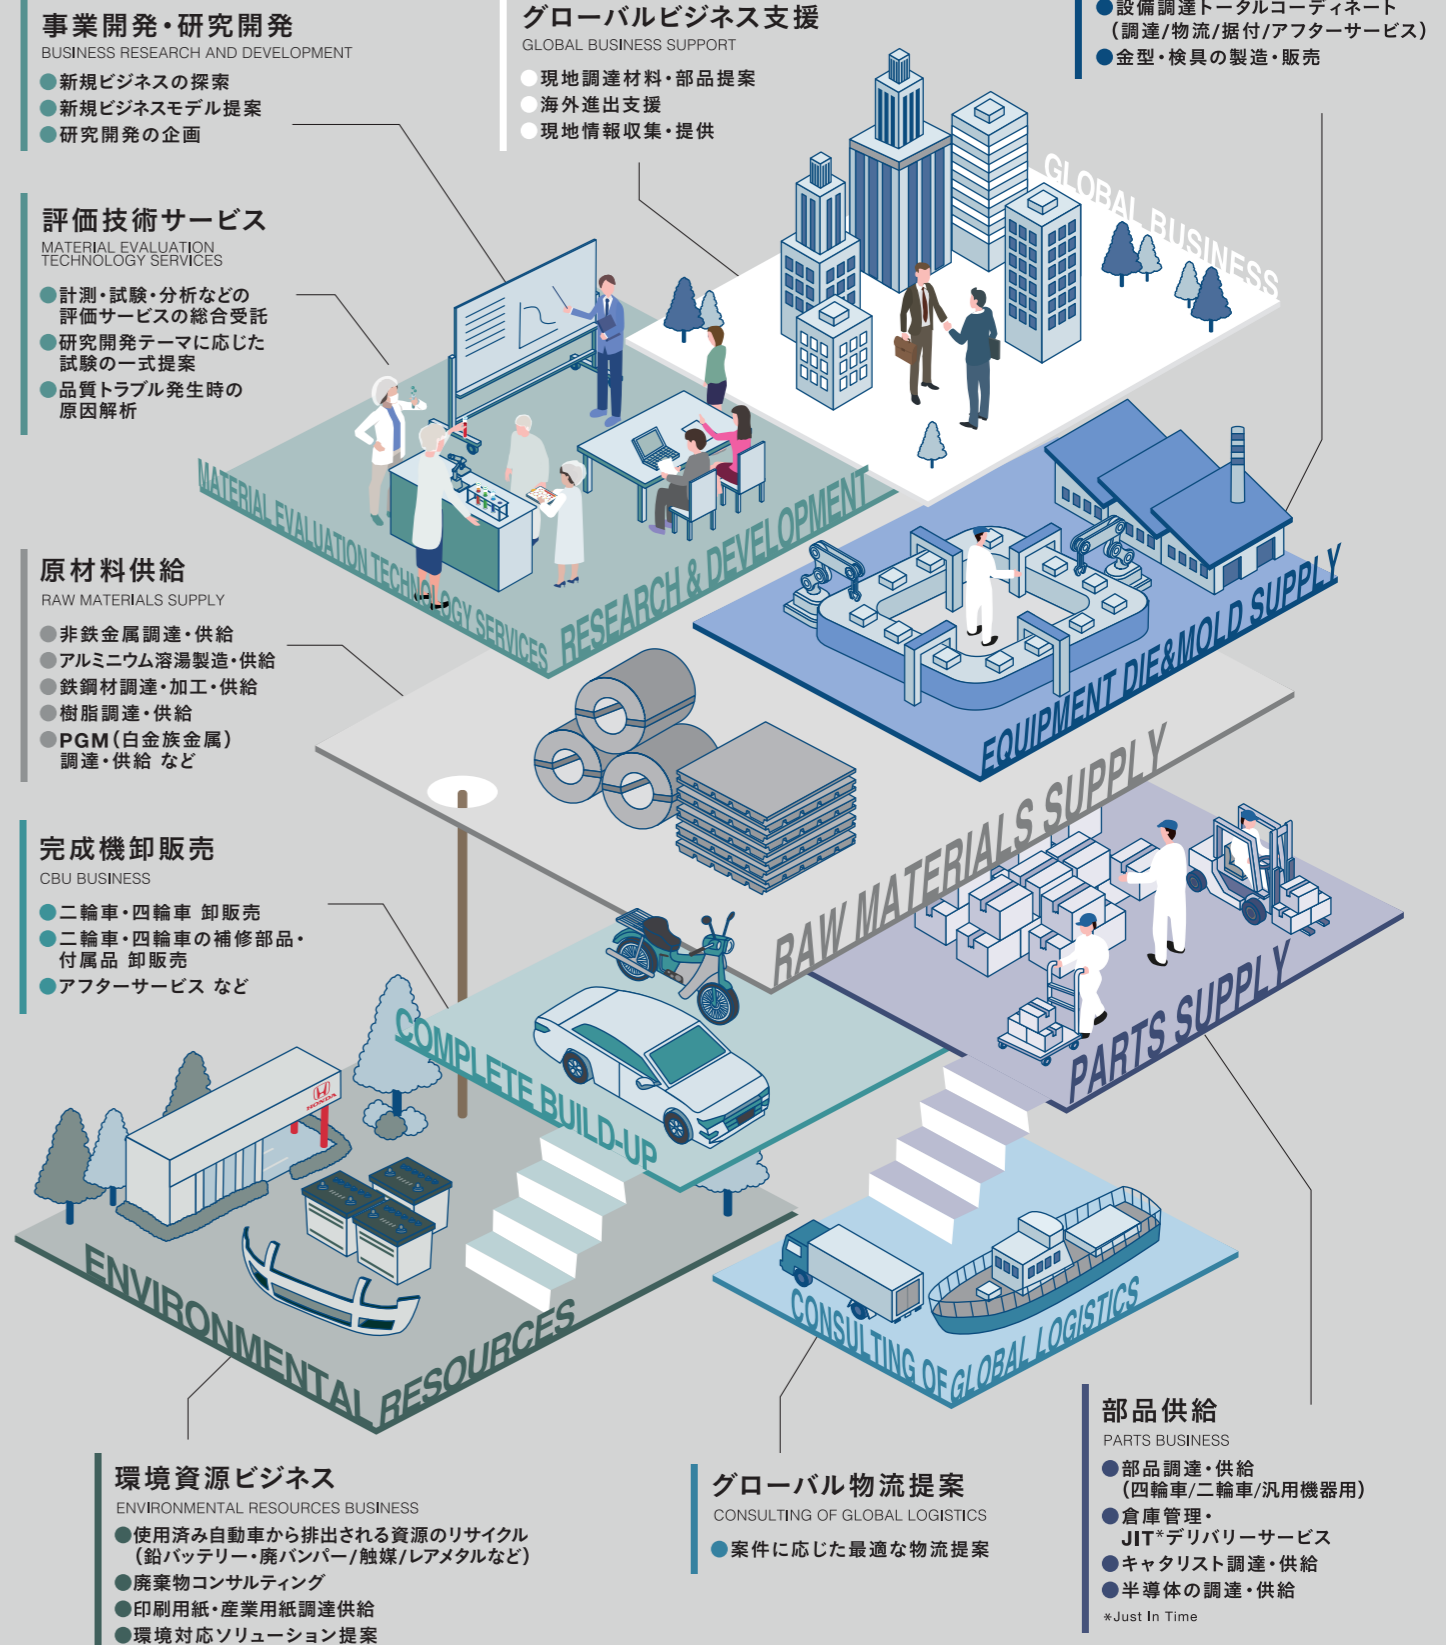 事業開発・研究開発
BUSINESS RESEARCH AND DEVELOPMENT
●新規ビジネスの探索
●新規ビジネスモデル提案
●研究開発の企画
グローバルビジネス支援
GLOBAL BUSINESS SUPPORT
●現地調達材料・部品提案
●海外進出支援
●現地情報収集・提供
●設備調達トータルコーディネート
(調達/物流/据付/アフターサービス)
●金型・検具の製造・販売
評価技術サービス
MATERIAL EVALUATION
TECHNOLOGY SERVICES
●計測・試験・分析などの
評価サービスの総合受託
●研究開発テーマに応じた
試験の一式提案
●品質トラブル発生時の
原因解析
GLOBAL BUSINESS
MATERIAL EVALUATION TECHNOLOGY SERVICES
RESEARCH & DEVELOPMENT
EQUIPMENT DIE&MOLD SUPPLY
原材料供給
RAW MATERIALS SUPPLY
●非鉄金属調達・供給
●アルミニウム溶湯製造・供給
●鉄鋼材調達・加工・供給
●樹脂調達・供給
●PGM(白金族金属)
調達・供給 など
RAW MATERIALS SUPPLY
完成機卸販売
CBU BUSINESS
●二輪車・四輪車 卸販売
●二輪車・四輪車の補修部品・
付属品 卸販売
●アフターサービス など
PARTS SUPPLY
COMPLETE BUILD-UP
HONDA
ENVIRONMENTAL RESOURCES
CONSULTING OF GLOBAL LOGISTICS
環境資源ビジネス
ENVIRONMENTAL RESOURCES BUSINESS
●使用済み自動車から排出される資源のリサイクル
(鉛バッテリー・廃バンパー/触媒/レアメタルなど)
●廃棄物コンサルティング
●印刷用紙・産業用紙調達供給
●環境対応ソリューション提案
グローバル物流提案
CONSULTING OF GLOBAL LOGISTICS
●案件に応じた最適な物流提案
部品供給
PARTS BUSINESS
●部品調達・供給
(四輪車/二輪車/汎用機器用)
●倉庫管理・
JIT*デリバリーサービス
●キャタリスト調達・供給
●半導体の調達・供給
*Just In Time